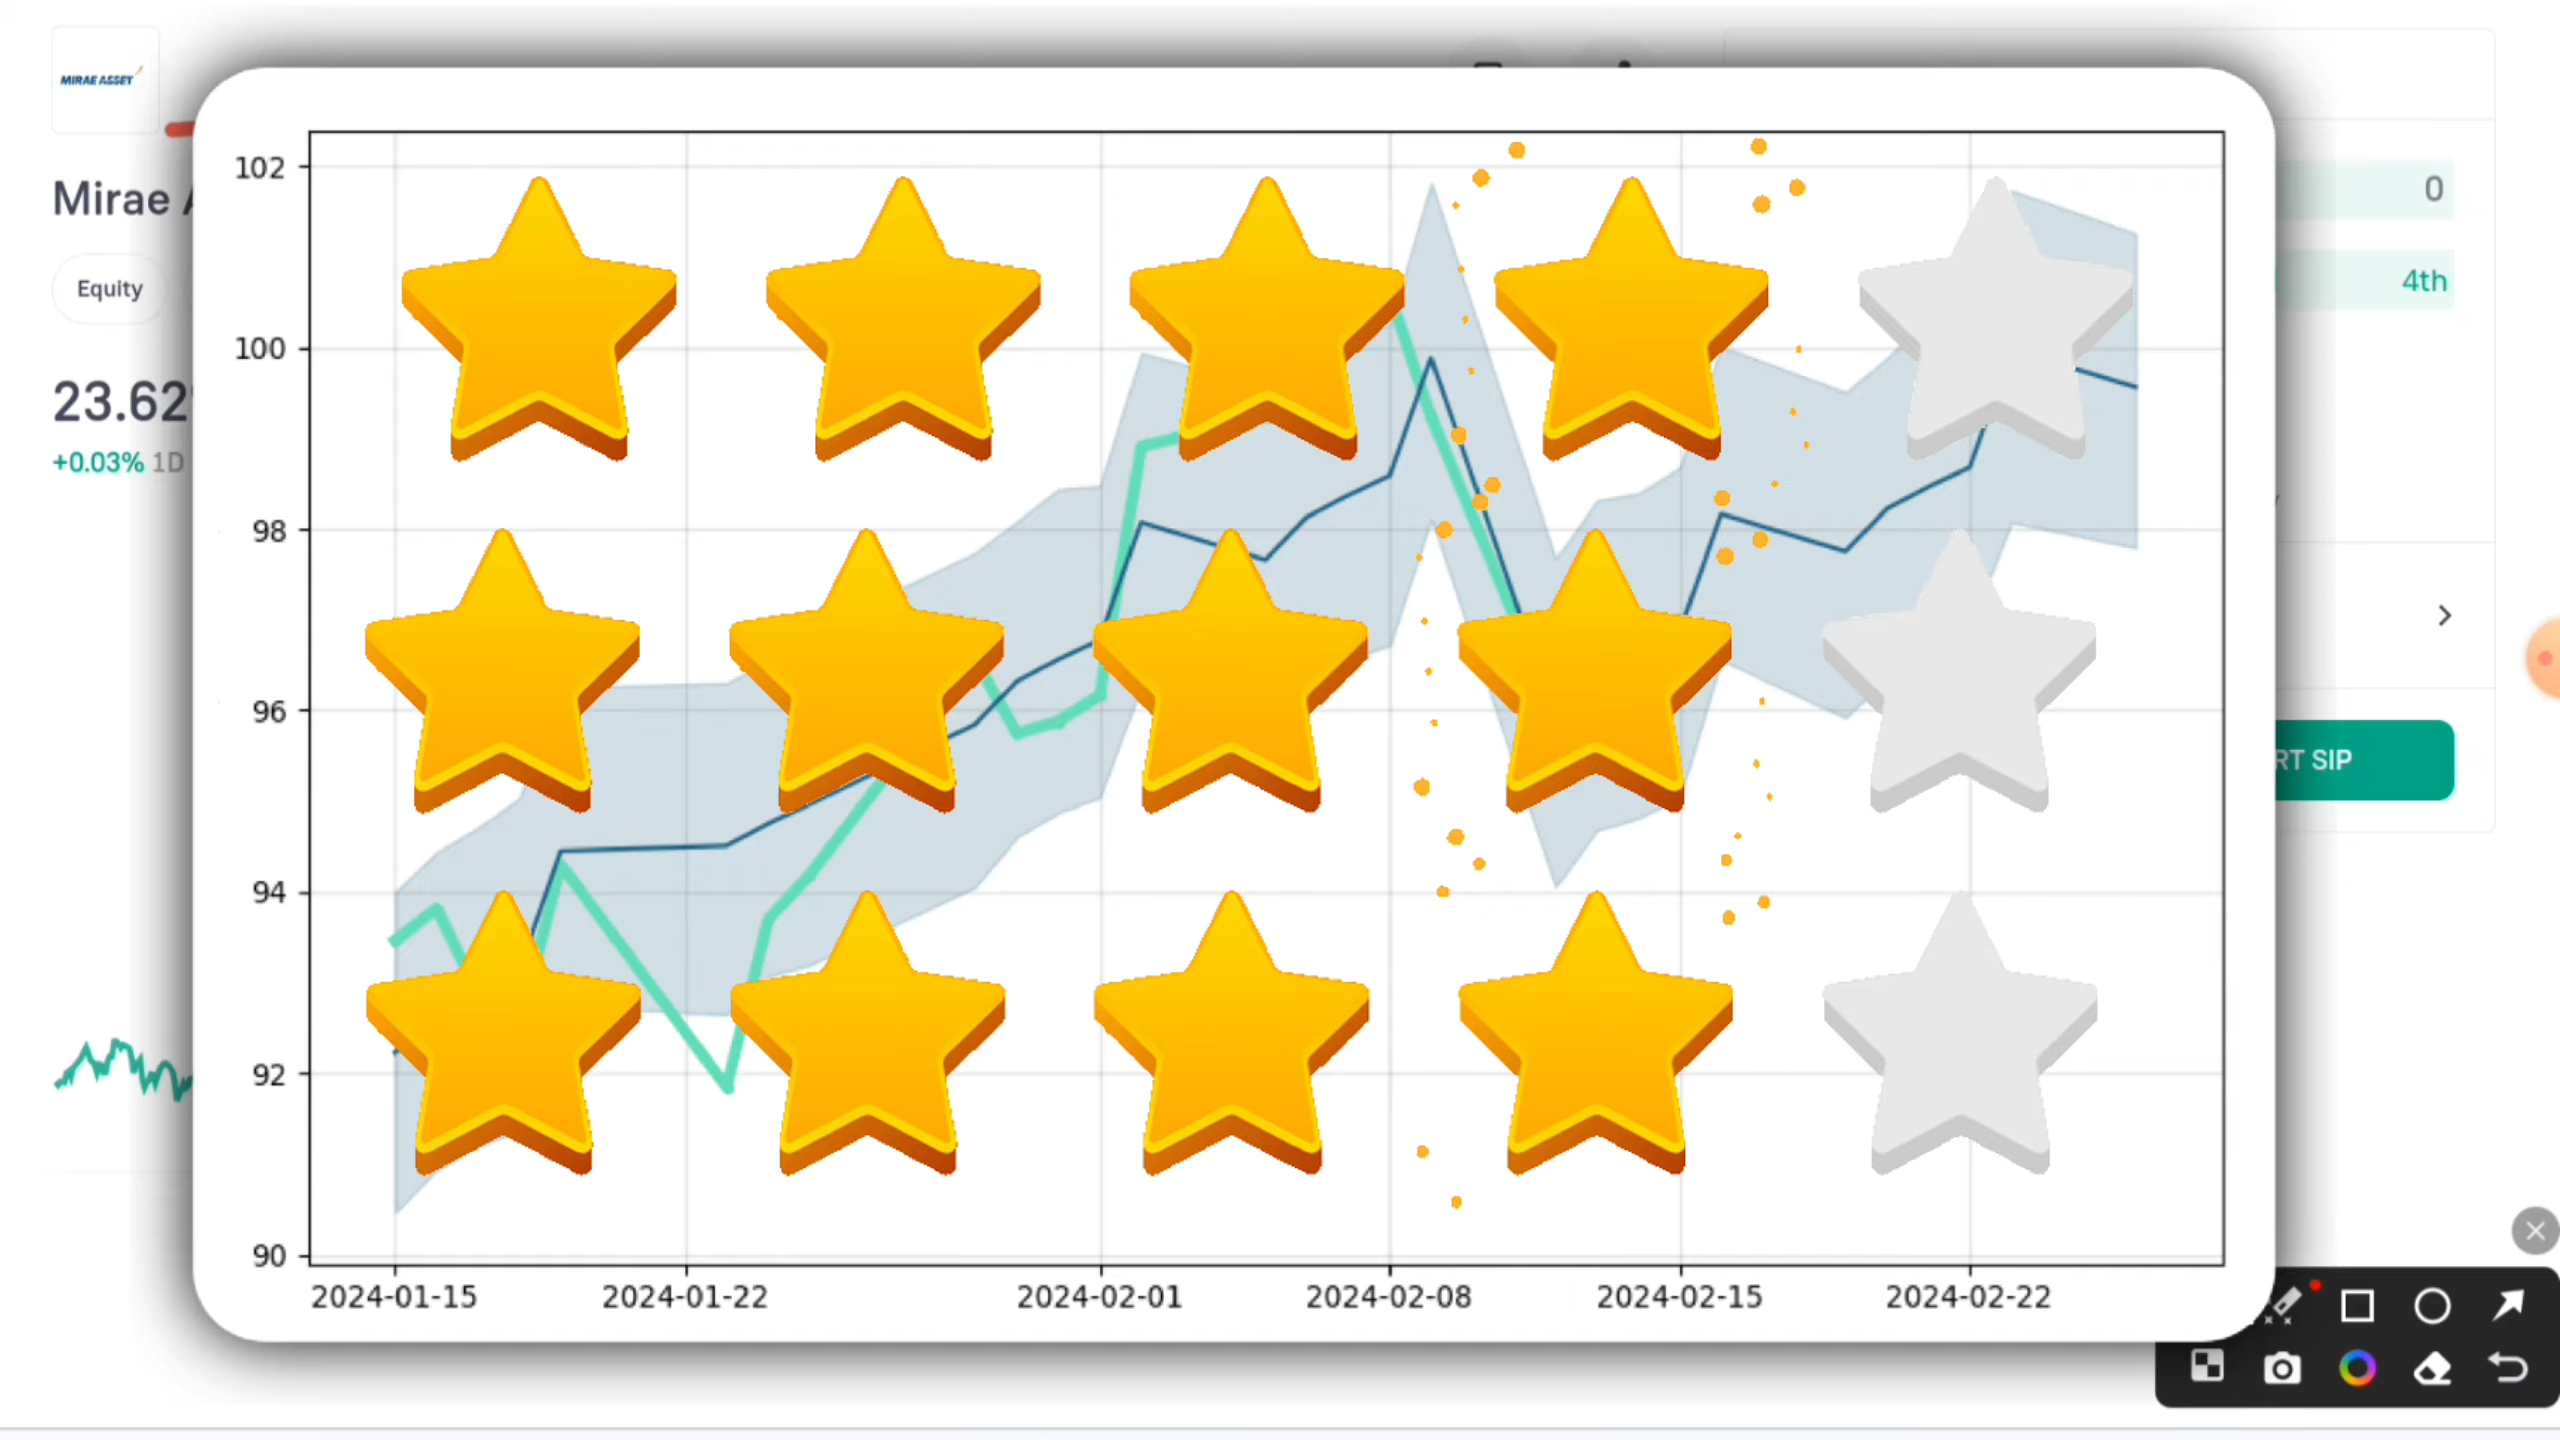 MIRAE ASSET
Mirae A
Equity
23.62
+0.03% 1D
0
4th
RT SIP
102
100
98
96
94
92
90
2024-01-15 2024-01-22 2024-02-01 2024-02-08 2024-02-15 2024-02-22